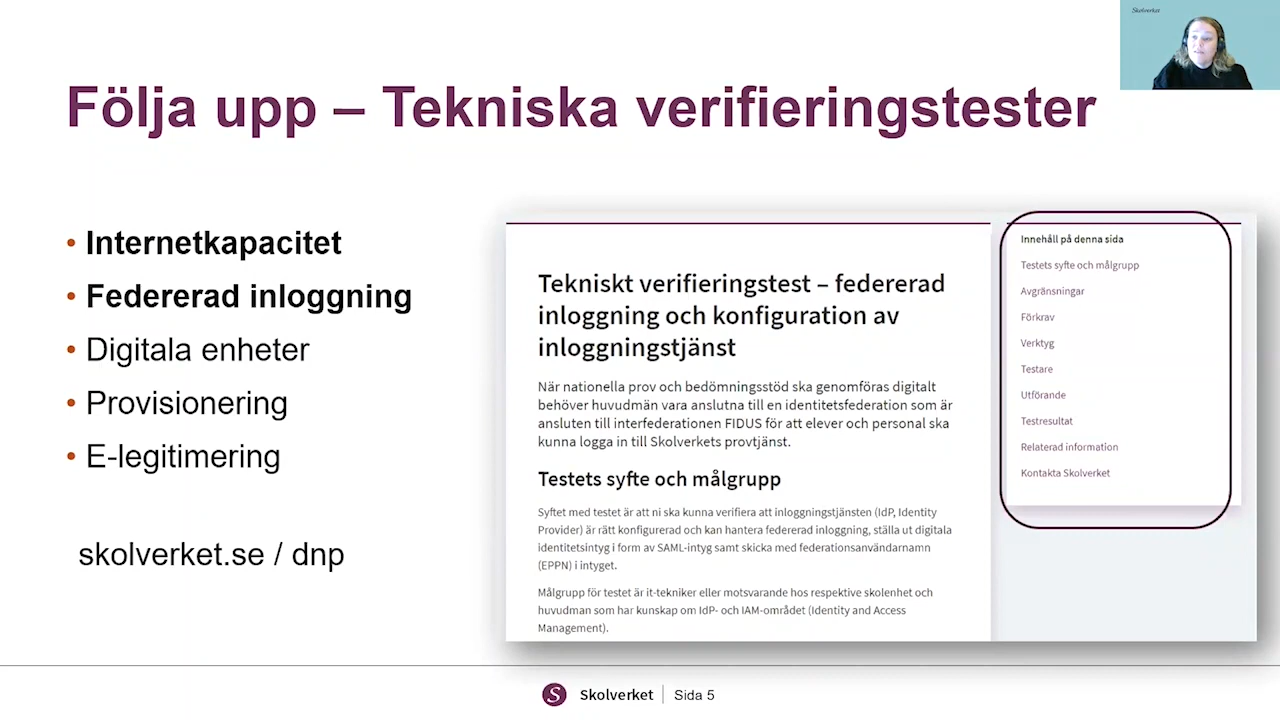 Skolverket
Följa upp – Tekniska verifieringstester
• Internetkapacitet
• Federerad inloggning
• Digitala enheter
• Provisionering
• E-legitimering
skolverket.se / dnp
Tekniskt verifieringstest – federerad
inloggning och konfiguration av
inloggningstjänst
När nationella prov och bedömningsstöd ska genomföras digitalt
behöver huvudmän vara anslutna till en identitetsfederation som är
ansluten till interfederationen FIDUS för att elever och personal ska
kunna logga in till Skolverkets provtjänst.
Testets syfte och målgrupp
Syftet med testet är att ni ska kunna verifiera att inloggningstjänsten (IdP, Identity
Provider) är rätt konfigurerad och kan hantera federerad inloggning, ställa ut digitala
identitetsintyg i form av SAML-intyg samt skicka med federationsanvändarnamn
(EPPN) i intyget.
Målgrupp för testet är it-tekniker eller motsvarande hos respektive skolenhet och
huvudman som har kunskap om IdP- och IAM-området (Identity and Access
Management).
Innehåll på denna sida
Testets syfte och målgrupp
Avgränsningar
Förkrav
Verktyg
Testare
Utförande
Testresultat
Relaterad information
Kontakta Skolverket
S Skolverket | Sida 5